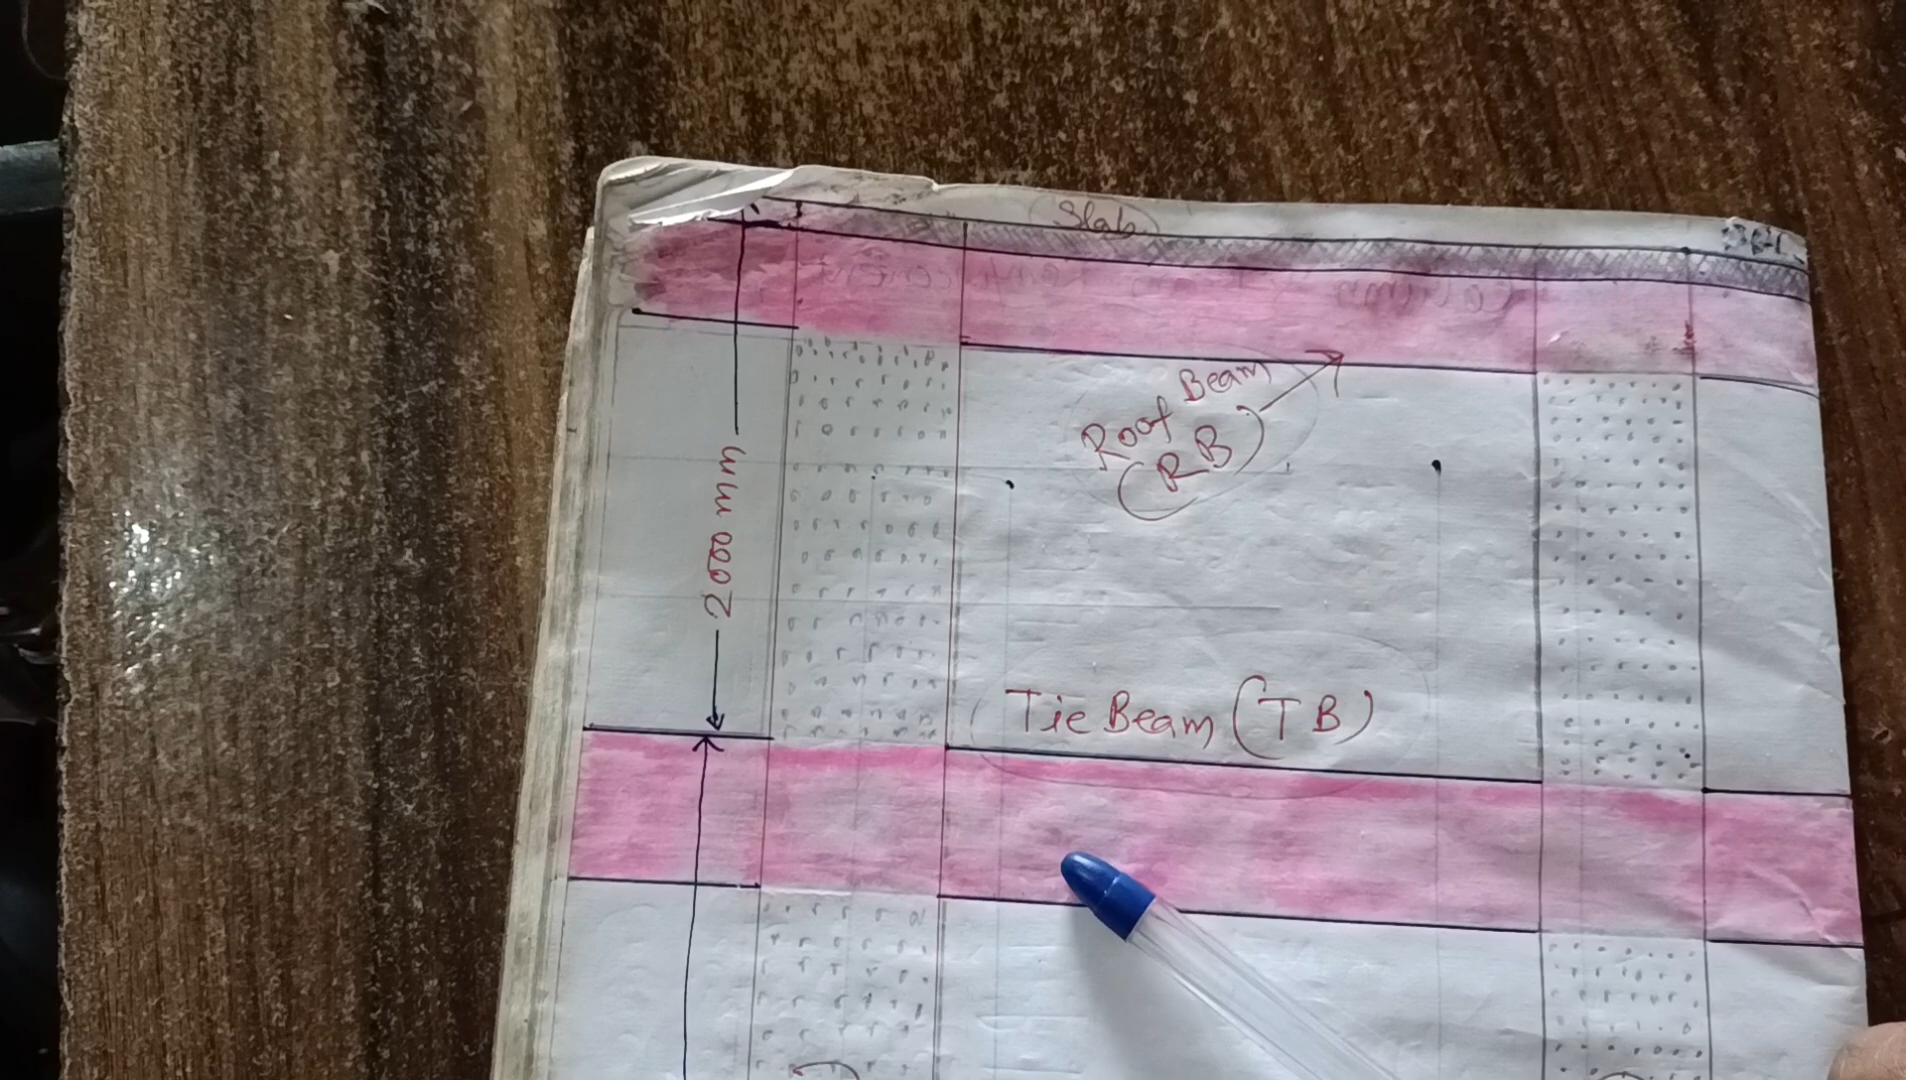 Slab
Roof Beam
(RB)
2000 mm
Tie Beam (TB)